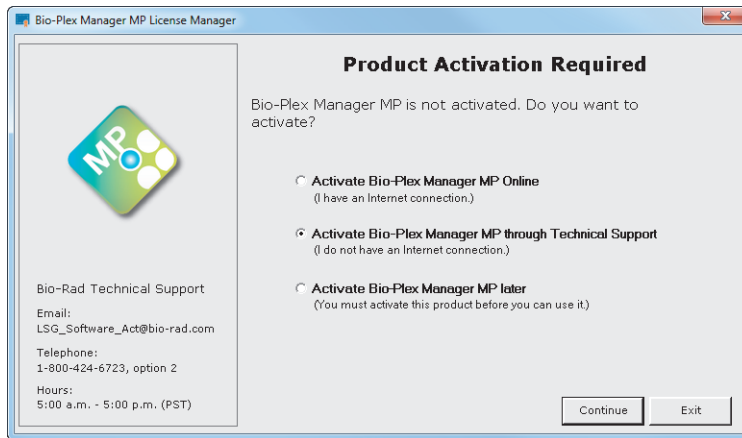 Bio-Plex Manager MP License Manager
Product Activation Required
Bio-Plex Manager MP is not activated. Do you want to
activate?
Activate Bio-Plex Manager MP Online
(I have an Internet connection.)
Activate Bio-Plex Manager MP through Technical Support
(I do not have an Internet connection.)
Activate Bio-Plex Manager MP later
(You must activate this product before you can use it.)
MP
Bio-Rad Technical Support
Email:
LSG_Software_Act@bio-rad.com
Telephone:
1-800-424-6723, option 2
Hours:
5:00 a.m. - 5:00 p.m. (PST)
Continue
Exit